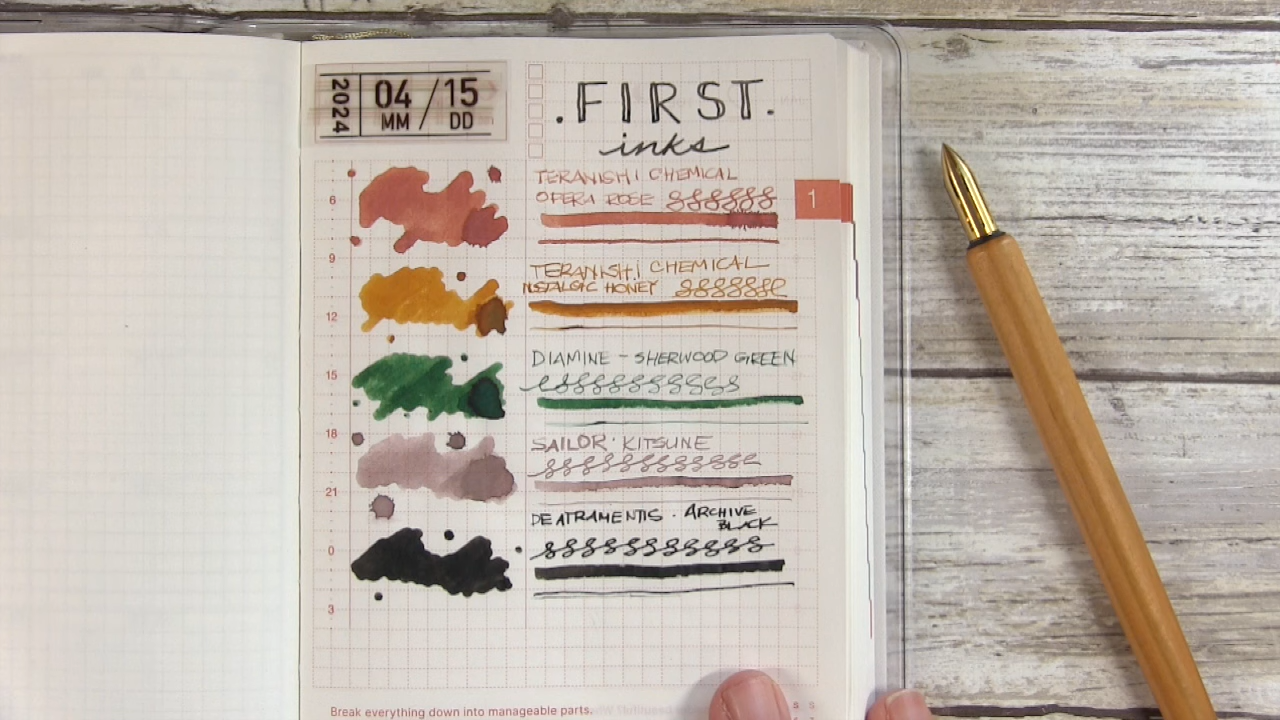 2024 04/15
MM DD
.FIRST.
inks
TERANISHI CHEMICAL
OPERA ROSE
1
6
9
TERANISHI CHEMICAL
NOSTALGIC HONEY
12
DIAMINE - SHERWOOD GREEN
15
18
SAILOR · KITSUNE
21
DE ATRAMENTIS · ARCHIVE
BLACK
0
3
Break everything down into manageable parts.